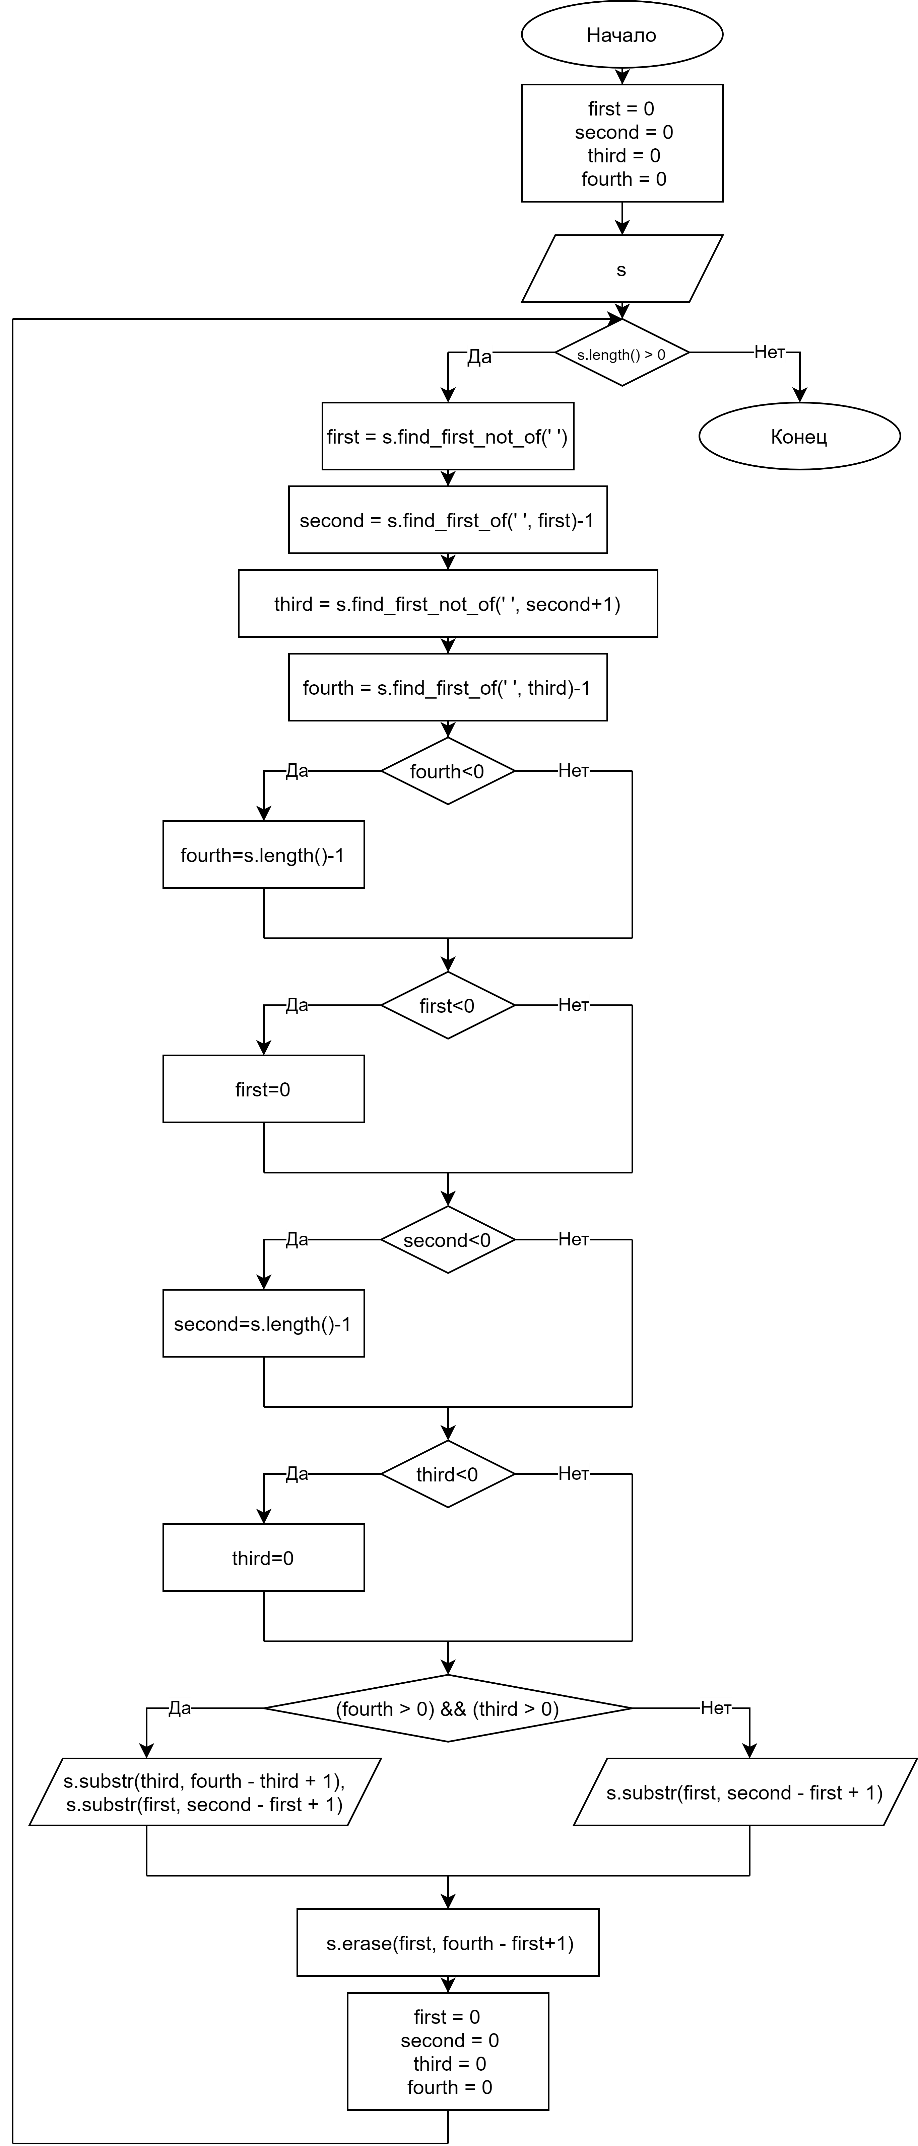 Начало
first = 0
second = 0
third = 0
fourth = 0
s
s.length() > 0
Да
Нет
first = s.find_first_not_of(' ')
Конец
second = s.find_first_of(' ', first)-1
third = s.find_first_not_of(' ', second+1)
fourth = s.find_first_of(' ', third)-1
fourth<0
Да
Нет
fourth=s.length()-1
first<0
Да
Нет
first=0
second<0
Да
Нет
second=s.length()-1
third<0
Да
Нет
third=0
(fourth > 0) && (third > 0)
Да
Нет
s.substr(third, fourth - third + 1),
s.substr(first, second - first + 1)
s.substr(first, second - first + 1)
s.erase(first, fourth - first+1)
first = 0
second = 0
third = 0
fourth = 0